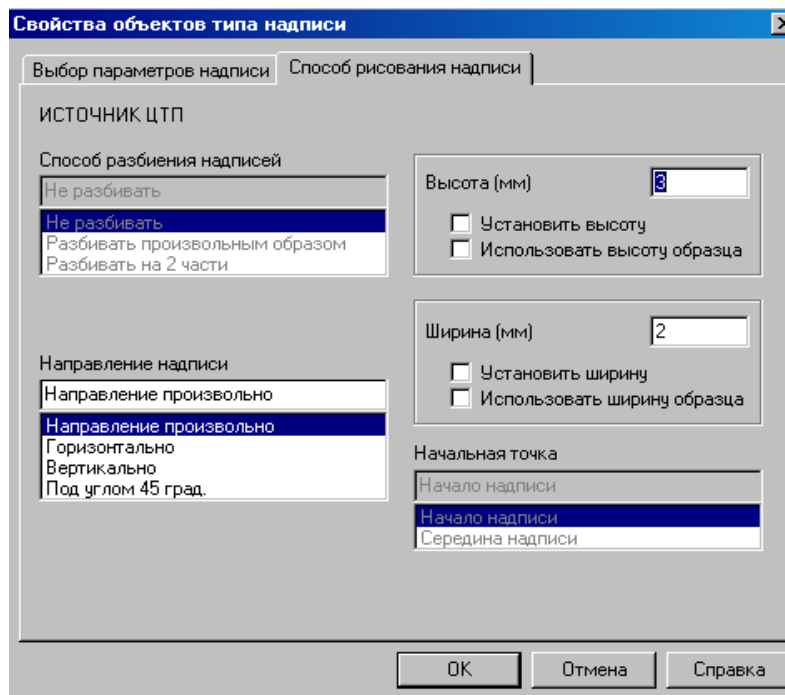 Свойства объектов типа надписи
Выбор параметров надписи
Способ рисования надписи
ИСТОЧНИК ЦТП
Способ разбиения надписей
Не разбивать
Не разбивать
Разбивать произвольным образом
Разбивать на 2 части
Направление надписи
Направление произвольно
Направление произвольно
Горизонтально
Вертикально
Под углом 45 град.
Высота (мм)
3
Установить высоту
Использовать высоту образца
Ширина (мм)
2
Установить ширину
Использовать ширину образца
Начальная точка
Начало надписи
Начало надписи
Середина надписи
OK
Отмена
Справка